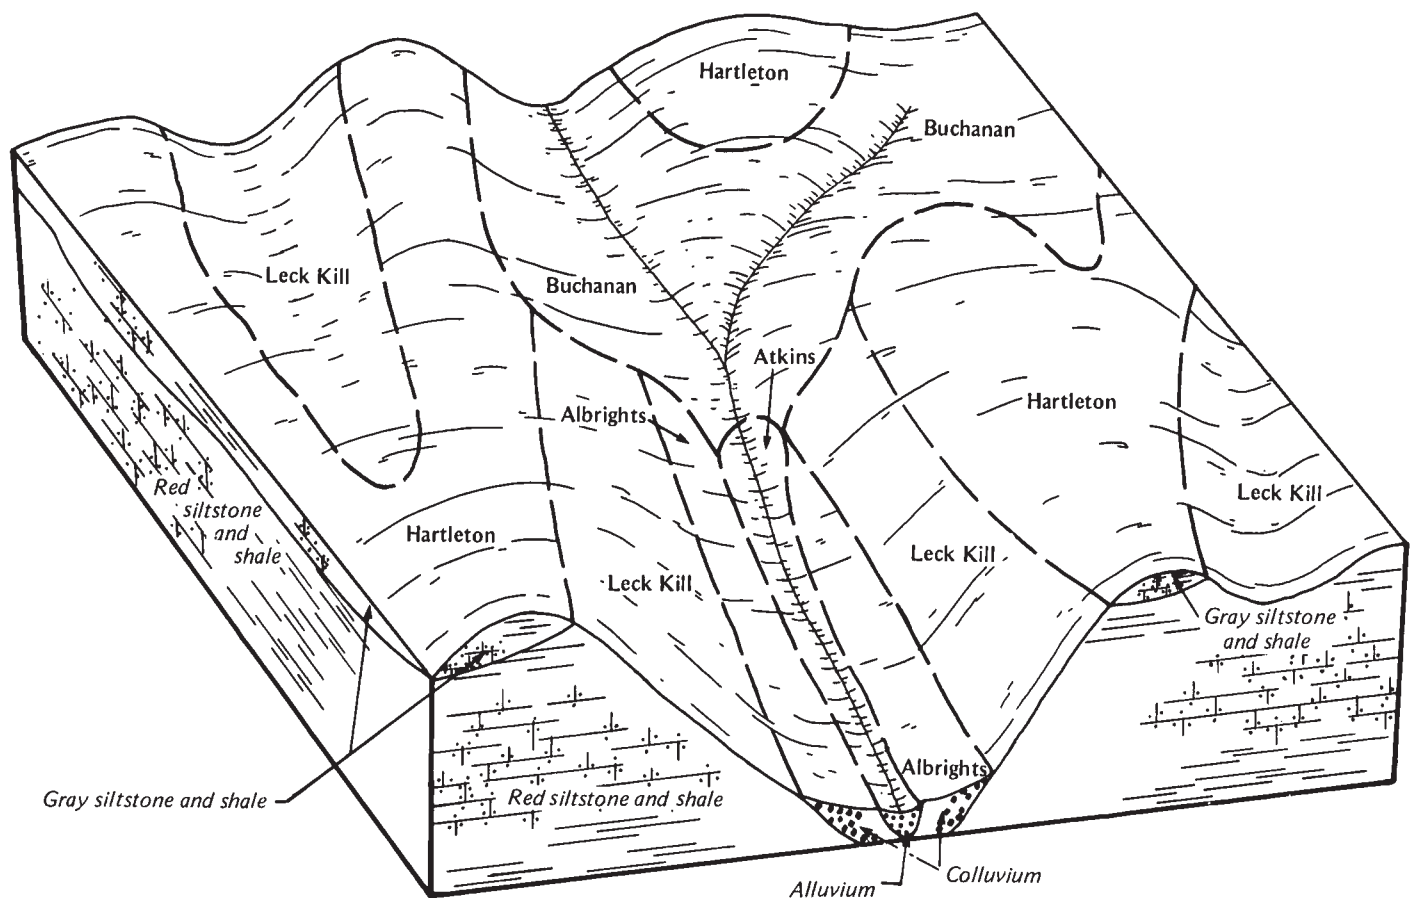 Hartleton
Buchanan
Leck Kill
Buchanan
Atkins
Albrights
Hartleton
Leck Kill
Red
siltstone
and
shale
Hartleton
Leck Kill
Leck Kill
Gray siltstone
and shale
Albrights
Gray siltstone and shale
Red siltstone and shale
Colluvium
Alluvium